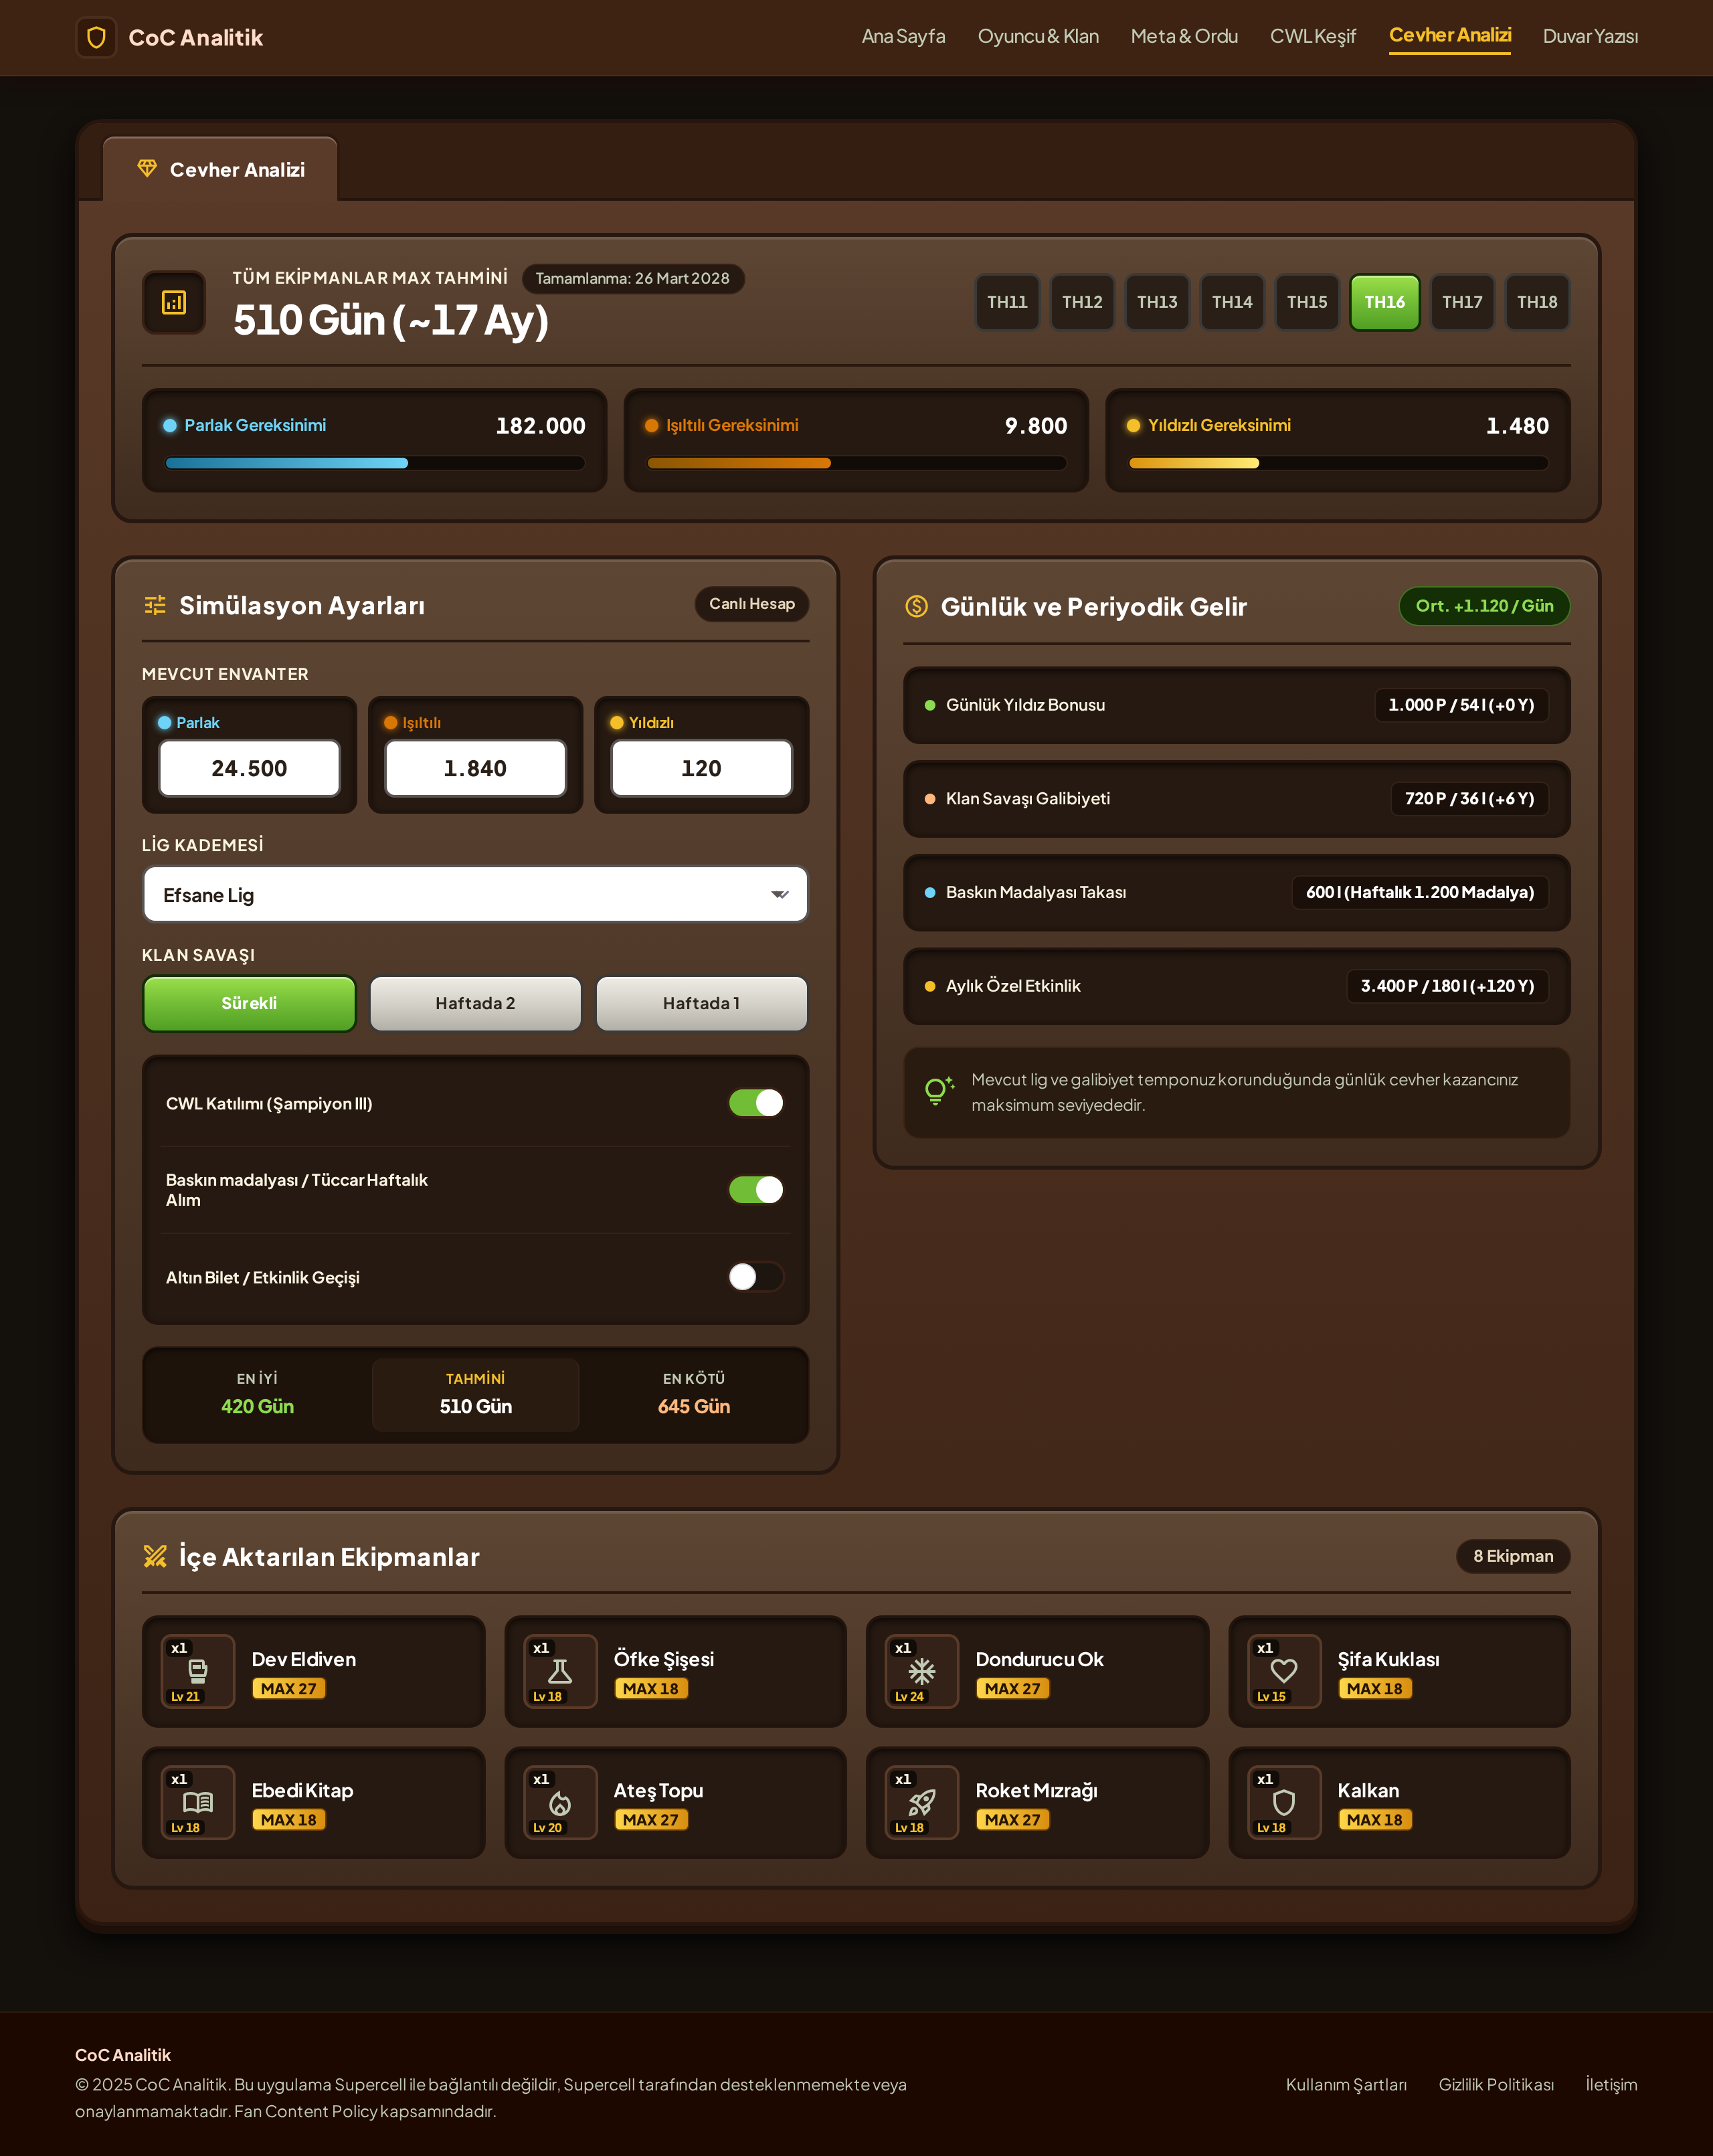 CoC Analitik
Ana Sayfa
Oyuncu & Klan
Meta & Ordu
CWL Keşif
Cevher Analizi
Duvar Yazısı
Cevher Analizi
TÜM EKİPMANLAR MAX TAHMİNİ
Tamamlanma: 26 Mart 2028
510 Gün (~17 Ay)
TH11
TH12
TH13
TH14
TH15
TH16
TH17
TH18
Parlak Gereksinimi
182.000
Işıltılı Gereksinimi
9.800
Yıldızlı Gereksinimi
1.480
Simülasyon Ayarları
Canlı Hesap
MEVCUT ENVANTER
Parlak
Işıltılı
Yıldızlı
24.500
1.840
120
LİG KADEMESİ
Efsane Lig
KLAN SAVAŞI
Sürekli
Haftada 2
Haftada 1
CWL Katılımı (Şampiyon III)
Baskın madalyası / Tüccar Haftalık
Alım
Altın Bilet / Etkinlik Geçişi
EN İYİ
TAHMİNİ
EN KÖTÜ
420 Gün
510 Gün
645 Gün
Günlük ve Periyodik Gelir
Ort. +1.120 / Gün
Günlük Yıldız Bonusu
1.000 P / 54 I (+0 Y)
Klan Savaşı Galibiyeti
720 P / 36 I (+6 Y)
Baskın Madalyası Takası
600 I (Haftalık 1.200 Madalya)
Aylık Özel Etkinlik
3.400 P / 180 I (+120 Y)
Mevcut lig ve galibiyet temponuz korunduğunda günlük cevher kazancınız
maksimum seviyededir.
İçe Aktarılan Ekipmanlar
8 Ekipman
x1
Lv 21
Dev Eldiven
MAX 27
x1
Lv 18
Öfke Şişesi
MAX 18
x1
Lv 24
Dondurucu Ok
MAX 27
x1
Lv 15
Şifa Kuklası
MAX 18
x1
Lv 18
Ebedi Kitap
MAX 18
x1
Lv 20
Ateş Topu
MAX 27
x1
Lv 18
Roket Mızrağı
MAX 27
x1
Lv 18
Kalkan
MAX 18
CoC Analitik
© 2025 CoC Analitik. Bu uygulama Supercell ile bağlantılı değildir, Supercell tarafından desteklenmemekte veya
onaylanmamaktadır. Fan Content Policy kapsamındadır.
Kullanım Şartları
Gizlilik Politikası
İletişim